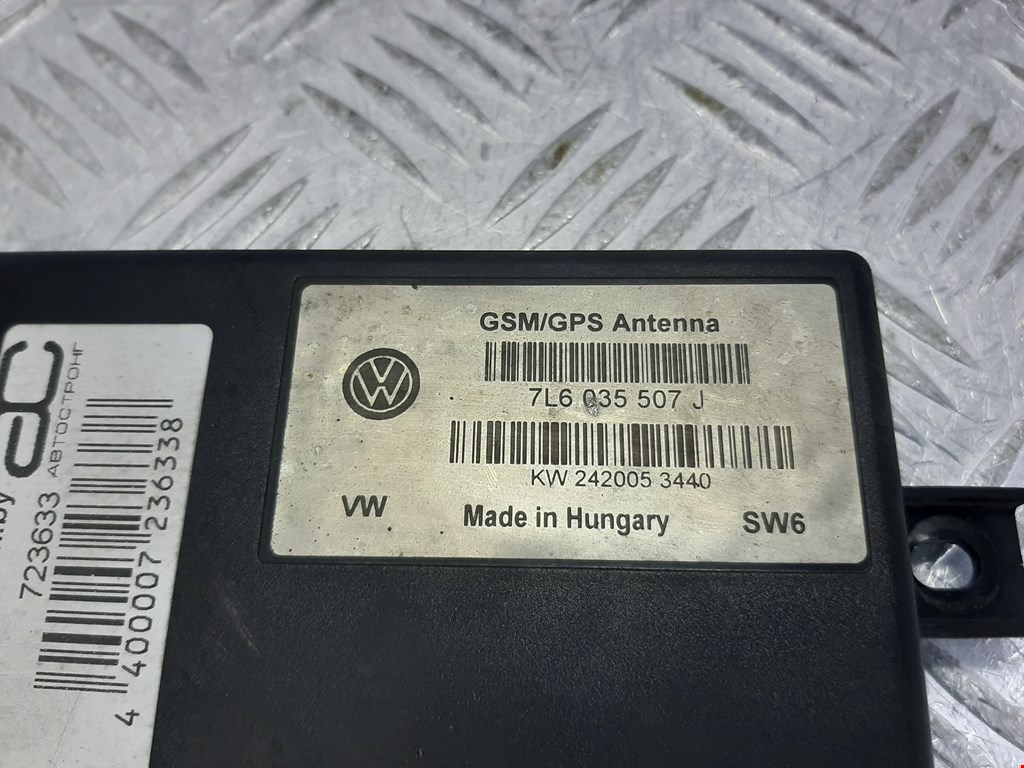 GSM/GPS Antenna
7L6 035 507 J
KW 242005 3440
VW
Made in Hungary
SW6
АВТОСТРОНГ
723633
4 400007 236338